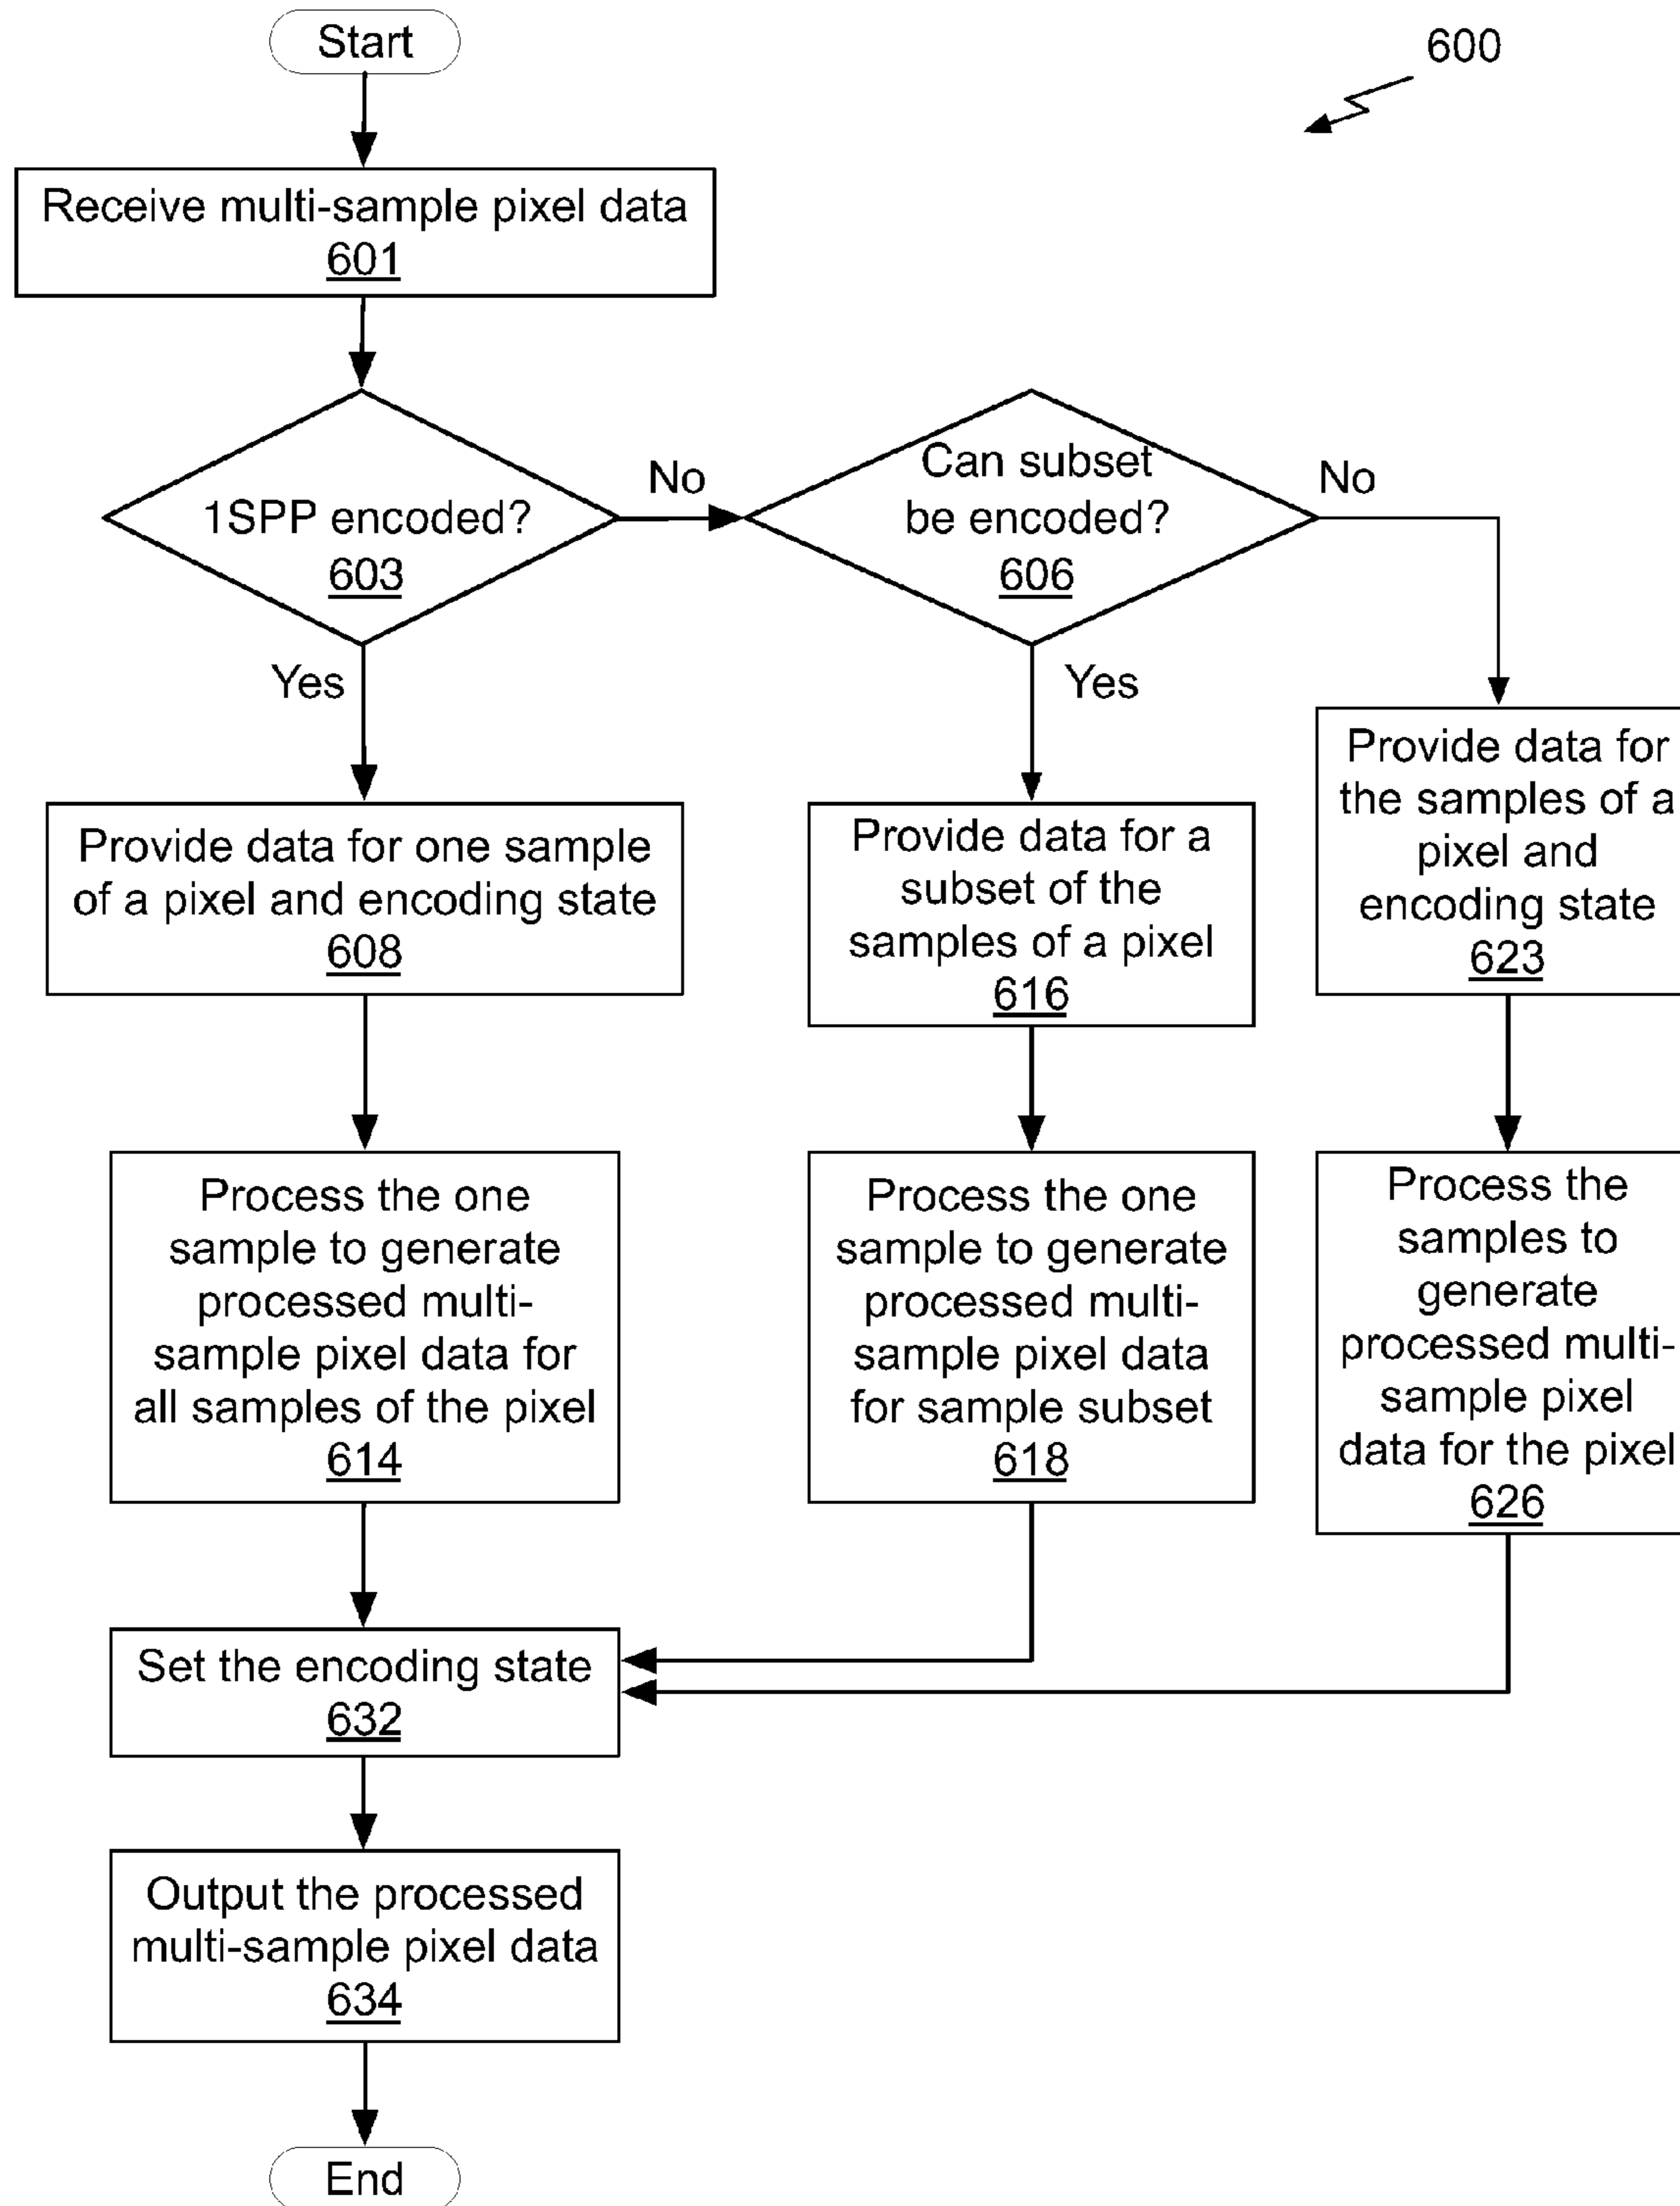 Start
600
Receive multi-sample pixel data
601
1SPP encoded?
603
No
Can subset
be encoded?
606
No
Yes
Yes
Provide data for one sample
of a pixel and encoding state
608
Provide data for a
subset of the
samples of a pixel
616
Provide data for
the samples of a
pixel and
encoding state
623
Process the one
sample to generate
processed multi-
sample pixel data for
all samples of the pixel
614
Process the one
sample to generate
processed multi-
sample pixel data
for sample subset
618
Process the
samples to
generate
processed multi-
sample pixel
data for the pixel
626
Set the encoding state
632
Output the processed
multi-sample pixel data
634
End